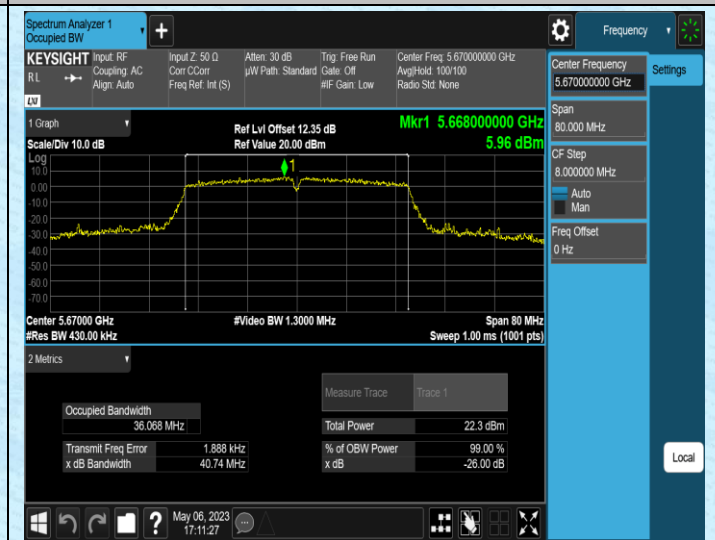 Spectrum Analyzer 1
Occupied BW
Frequency
KEYSIGHT
RL
LXI
Input: RF
Coupling: AC
Align: Auto
Input Z: 50 Ω
Corr CCorr
Freq Ref: Int (S)
Atten: 30 dB
µW Path: Standard
Trig: Free Run
Gate: Off
#IF Gain: Low
Center Freq: 5.670000000 GHz
Avg|Hold: 100/100
Radio Std: None
Center Frequency
5.670000000 GHz
Settings
Span
80.000 MHz
CF Step
8.000000 MHz
Auto
Man
Freq Offset
0 Hz
Local
1 Graph
Scale/Div 10.0 dB
Ref Lvl Offset 12.35 dB
Ref Value 20.00 dBm
Mkr1 5.668000000 GHz
5.96 dBm
Log
10.0
0.00
-10.0
-20.0
-30.0
-40.0
-50.0
-60.0
-70.0
1
Center 5.67000 GHz
#Res BW 430.00 kHz
#Video BW 1.3000 MHz
Span 80 MHz
Sweep 1.00 ms (1001 pts)
2 Metrics
Measure Trace Trace 1
Occupied Bandwidth
36.068 MHz
Total Power 22.3 dBm
Transmit Freq Error 1.888 kHz
% of OBW Power 99.00 %
x dB Bandwidth 40.74 MHz
x dB -26.00 dB
May 06, 2023
17:11:27